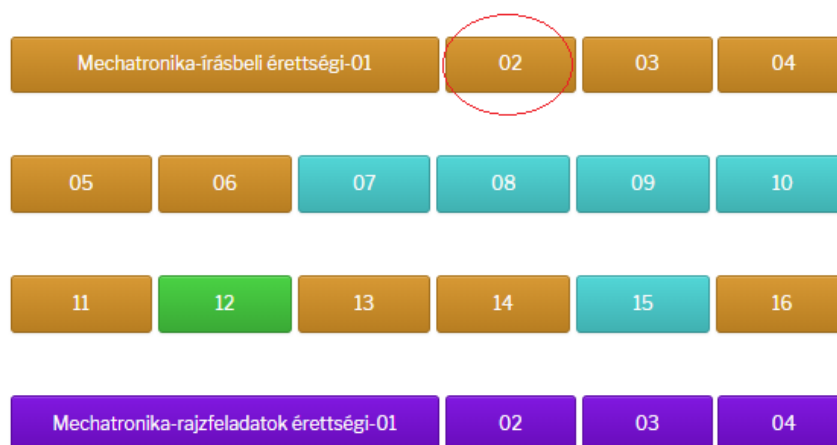 Mechatronika-írásbeli érettségi-01 02 03 04
05 06 07 08 09 10
11 12 13 14 15 16
Mechatronika-rajzfeladatok érettségi-01 02 03 04